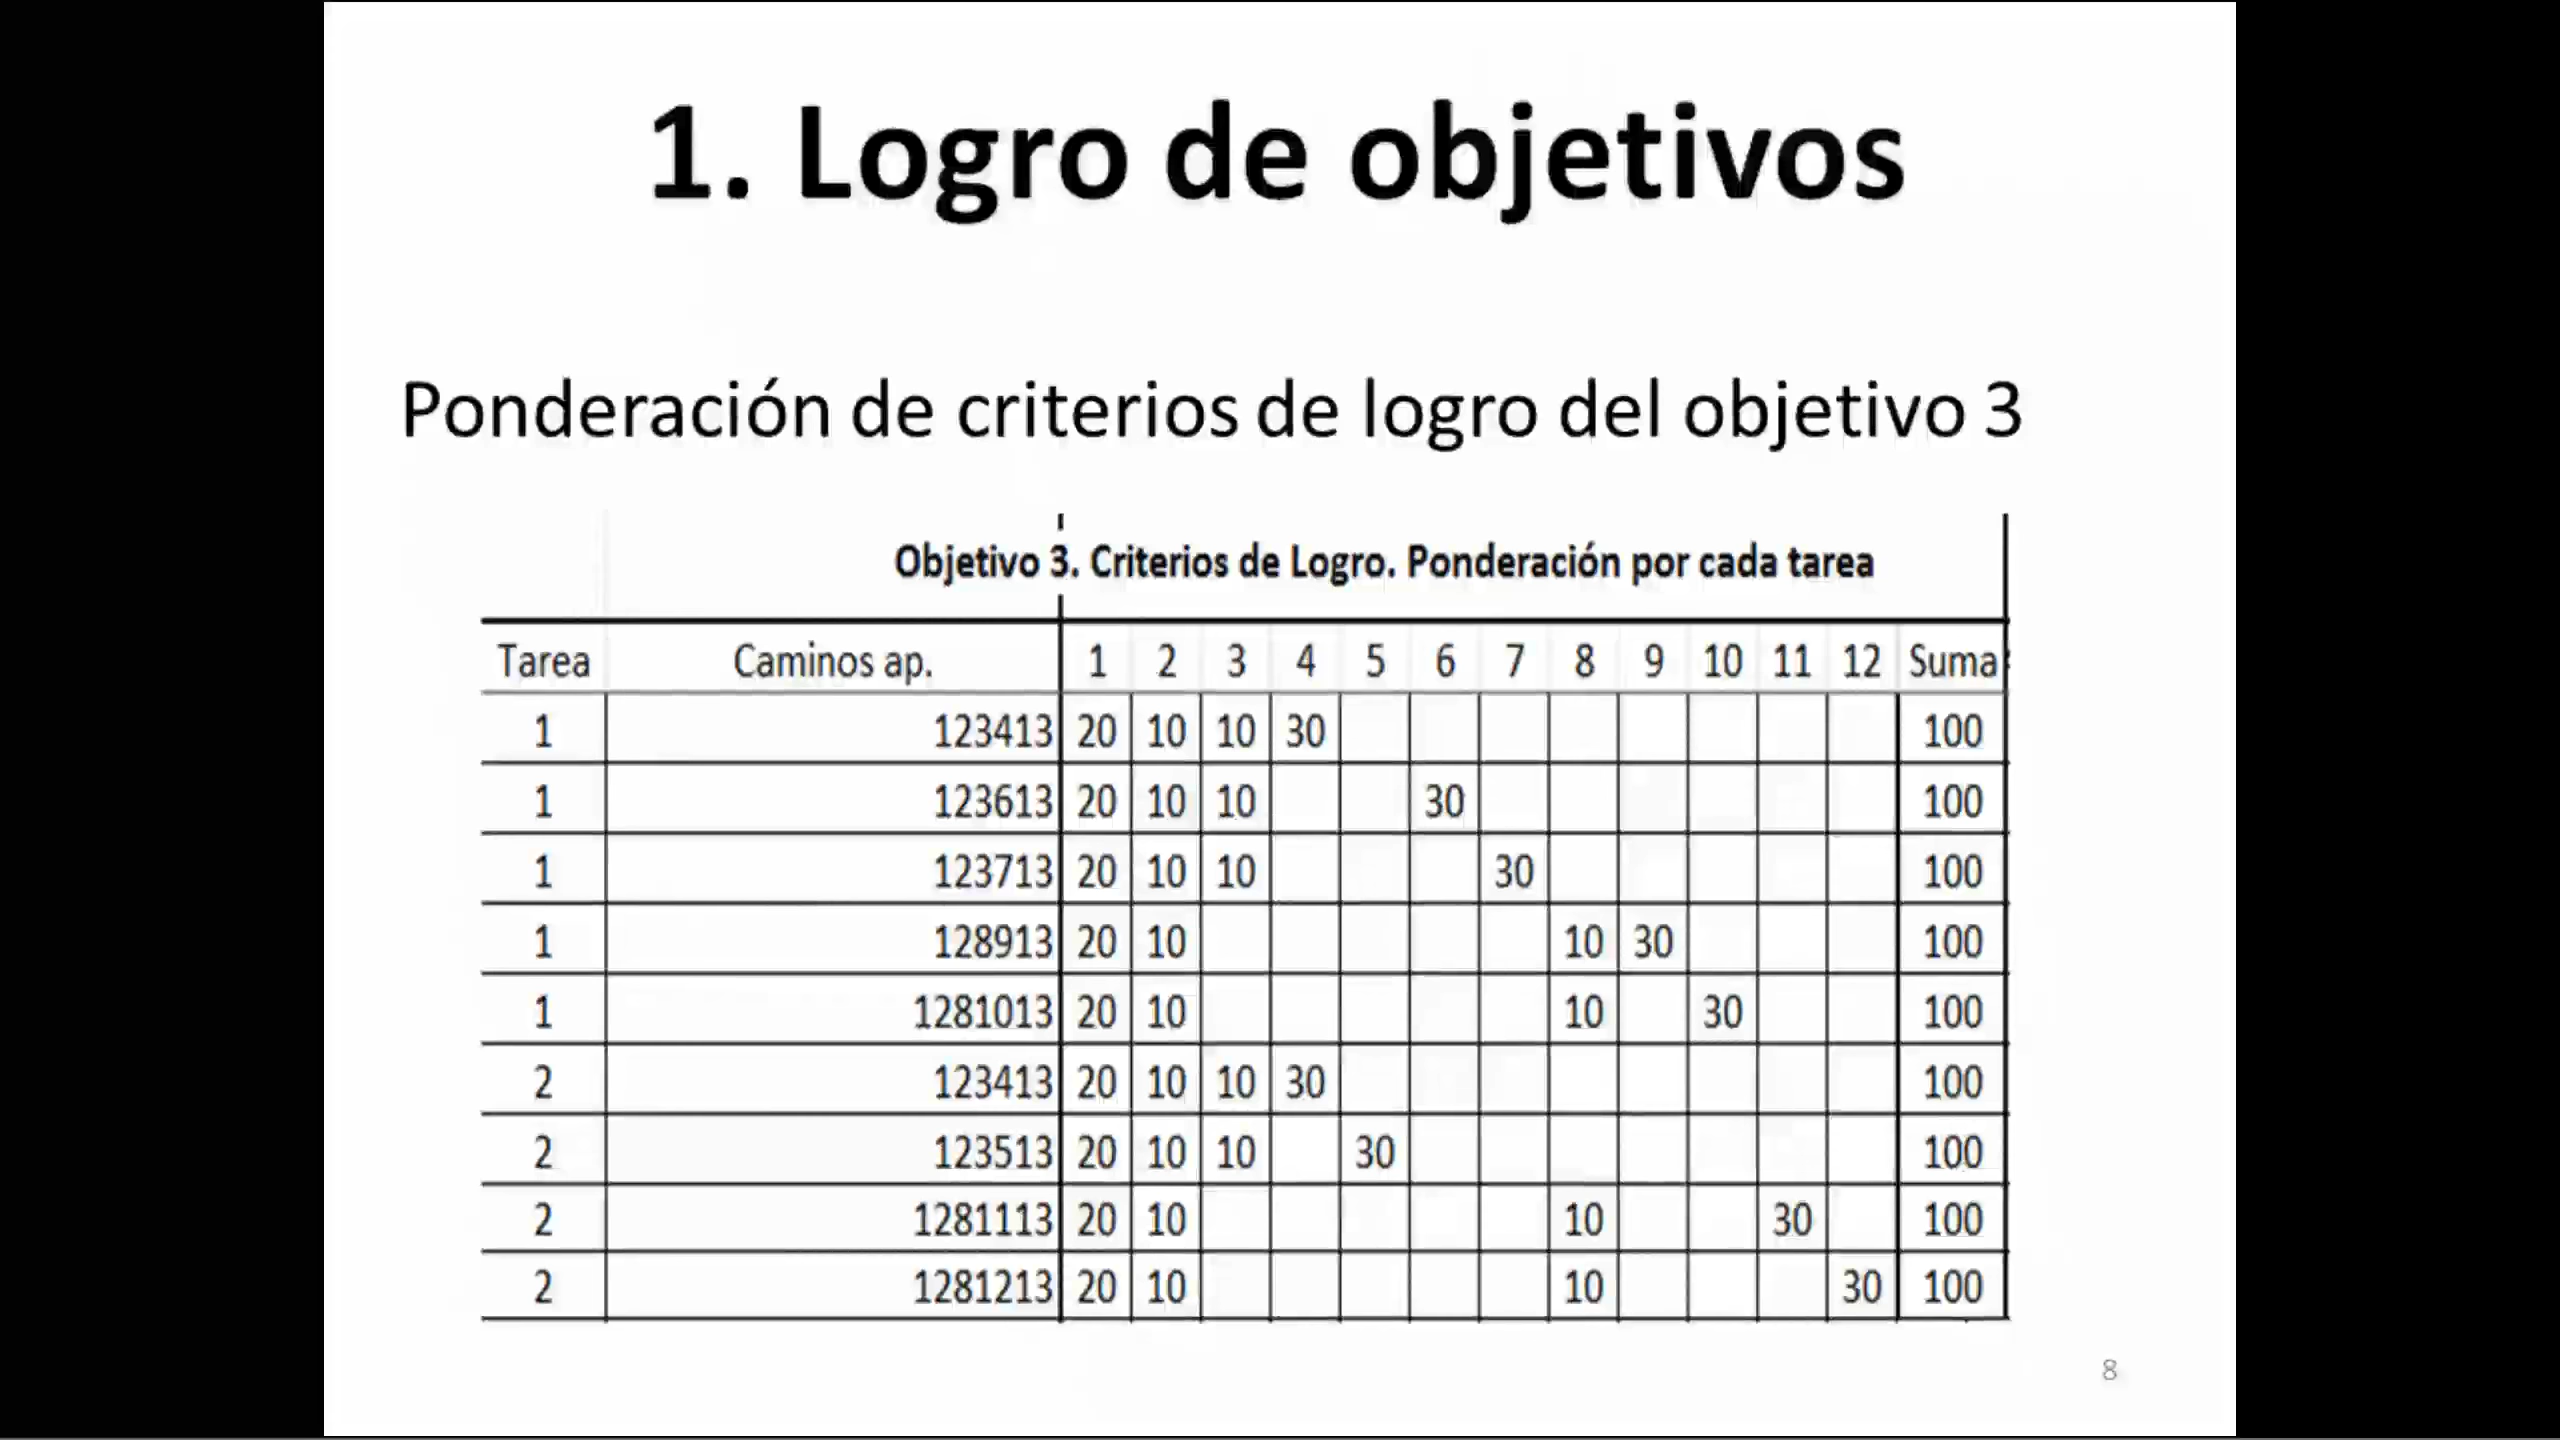 1. Logro de objetivos
Ponderación de criterios de logro del objetivo 3
Objetivo 3. Criterios de Logro. Ponderación por cada tarea
Tarea Caminos ap. 1 2 3 4 5 6 7 8 9 10 11 12 Suma
1 123413 20 10 10 30 100
1 123613 20 10 10 30 100
1 123713 20 10 10 30 100
1 128913 20 10 10 30 100
1 1281013 20 10 10 30 100
2 123413 20 10 10 30 100
2 123513 20 10 10 30 100
2 1281113 20 10 10 30 100
2 1281213 20 10 10 30 100
8